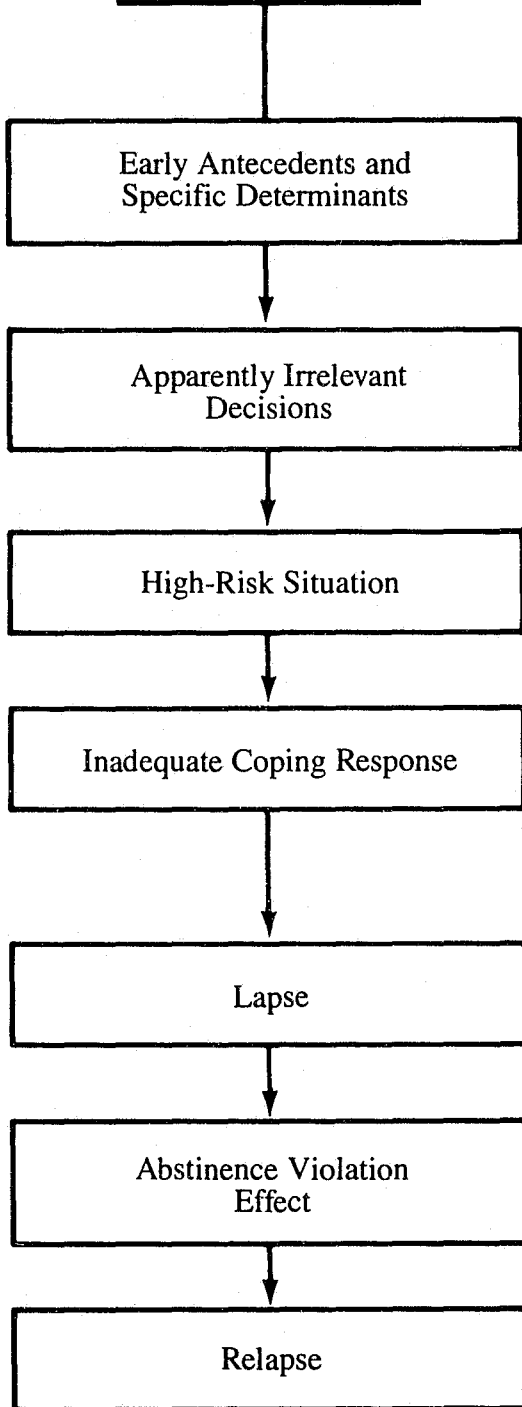 Early Antecedents and
Specific Determinants
Apparently Irrelevant
Decisions
High-Risk Situation
Inadequate Coping Response
Lapse
Abstinence Violation
Effect
Relapse